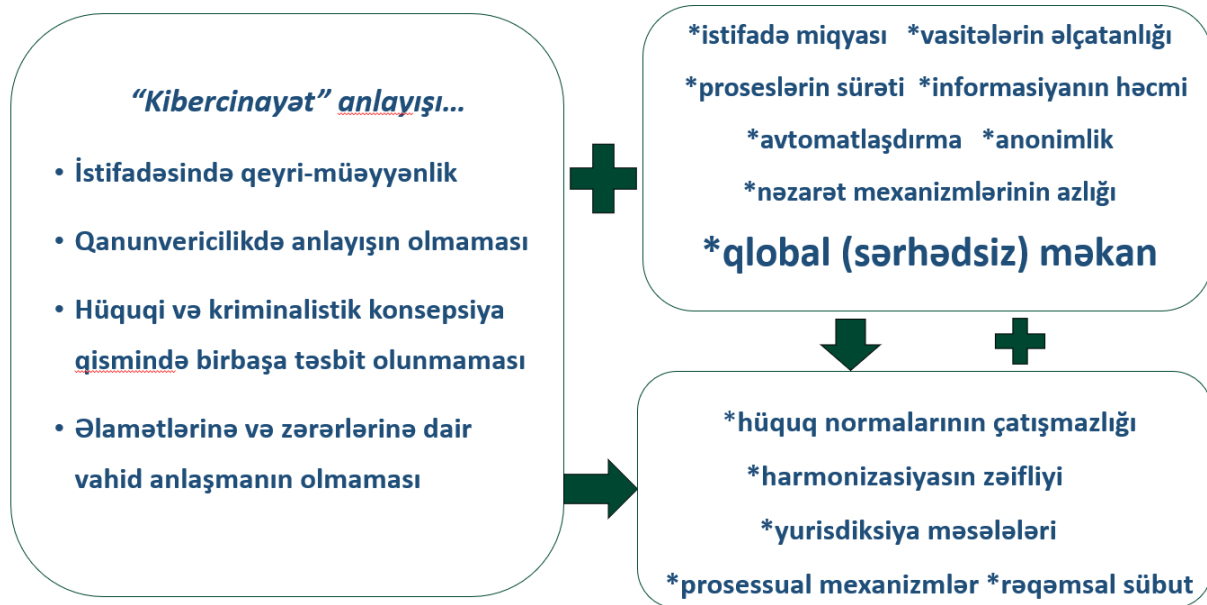 “Kibercinayət” anlayışı...
• İstifadəsində qeyri-müəyyənlik
• Qanunvericilikdə anlayışın olmaması
• Hüquqi və kriminalistik konsepsiya
qismində birbaşa təsbit olunmaması
• Əlamətlərinə və zərərlərinə dair
vahid anlaşmanın olmaması
*istifadə miqyası *vasitələrin əlçatanlığı
*proseslərin sürəti *informasiyanın həcmi
*avtomatlaşdırma *anonimlik
*nəzarət mexanizmlərinin azlığı
*qlobal (sərhədsiz) məkan
*hüquq normalarının çatışmazlığı
*harmonizasiyasın zəifliyi
*yurisdiksiya məsələləri
*prosessual mexanizmlər *rəqəmsal sübut